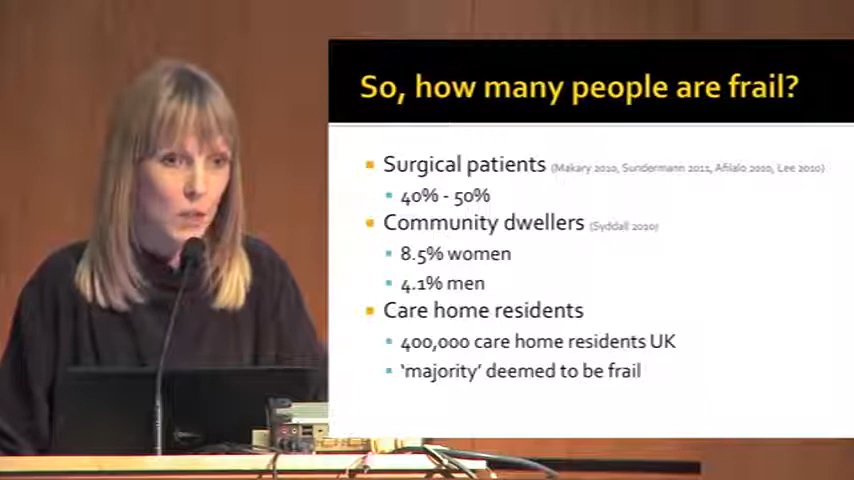 So, how many people are frail?
Surgical patients (Makary 2010, Sundermann 2011, Afilalo 2010, Lee 2010)
40% - 50%
Community dwellers (Syddall 2010)
8.5% women
4.1% men
Care home residents
400,000 care home residents UK
‘majority’ deemed to be frail